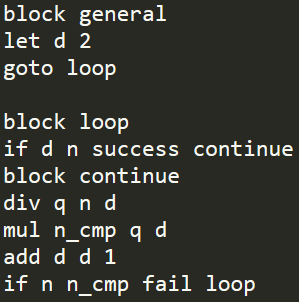 block general
let d 2
goto loop

block loop
if d n success continue
block continue
div q n d
mul n_cmp q d
add d d 1
if n n_cmp fail loop